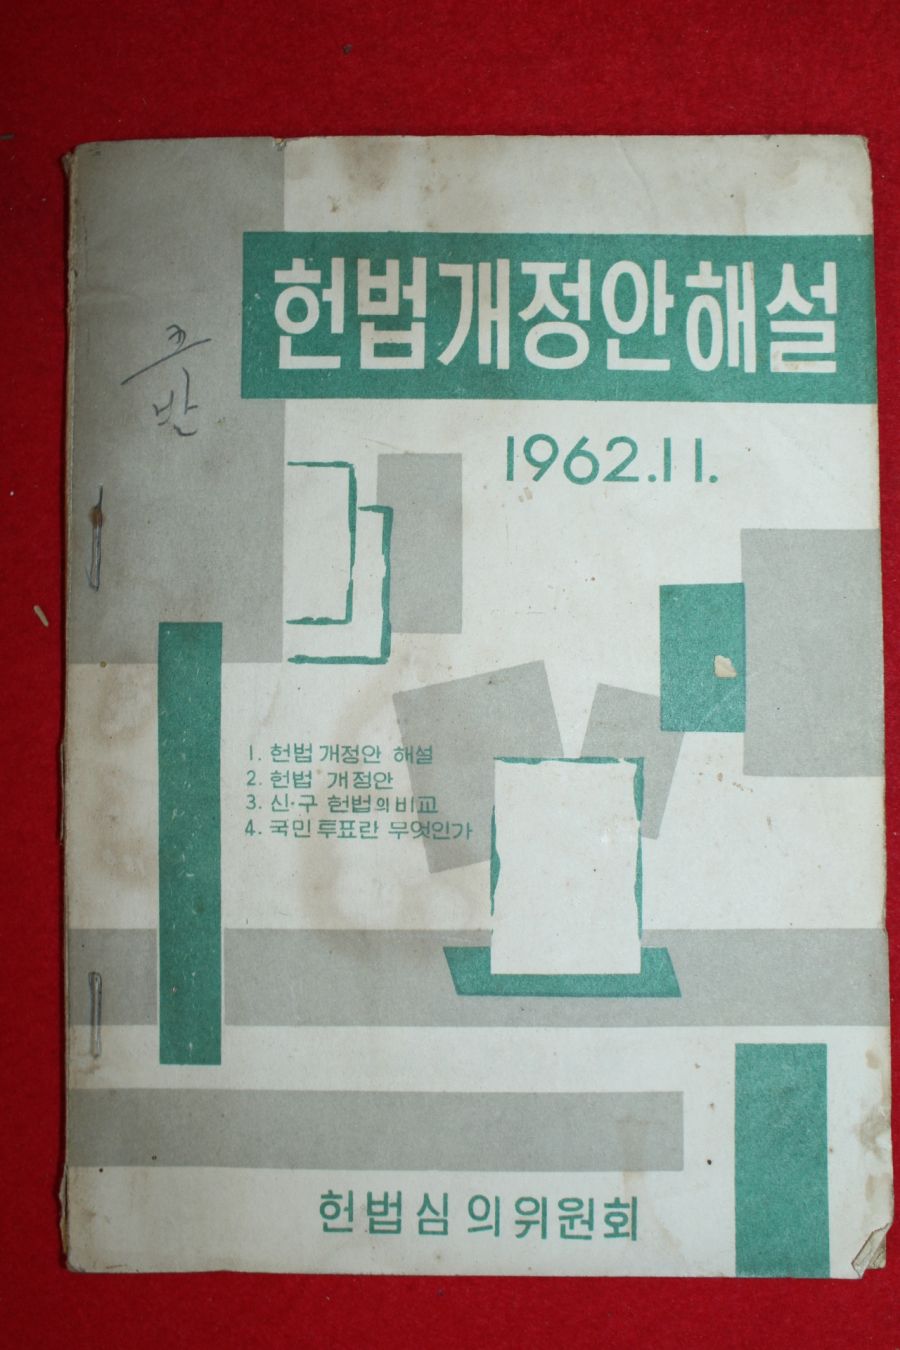 헌법개정안해설
1962.11.
반
1. 헌법 개정안 해설
2. 헌법 개정안
3. 신·구 헌법의 비교
4. 국민 투표란 무엇인가
헌법심의위원회